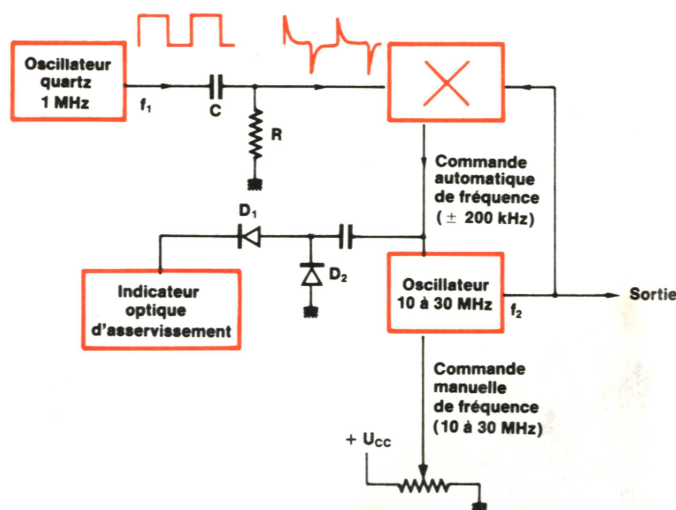 Oscillateur
quartz
1 MHz
f₁
C
R
Commande
automatique
de fréquence
(± 200 kHz)
D₁
D₂
Indicateur
optique
d'asservissement
Oscillateur
10 à 30 MHz
f₂
Sortie
Commande
manuelle
de fréquence
(10 à 30 MHz)
+ Ucc